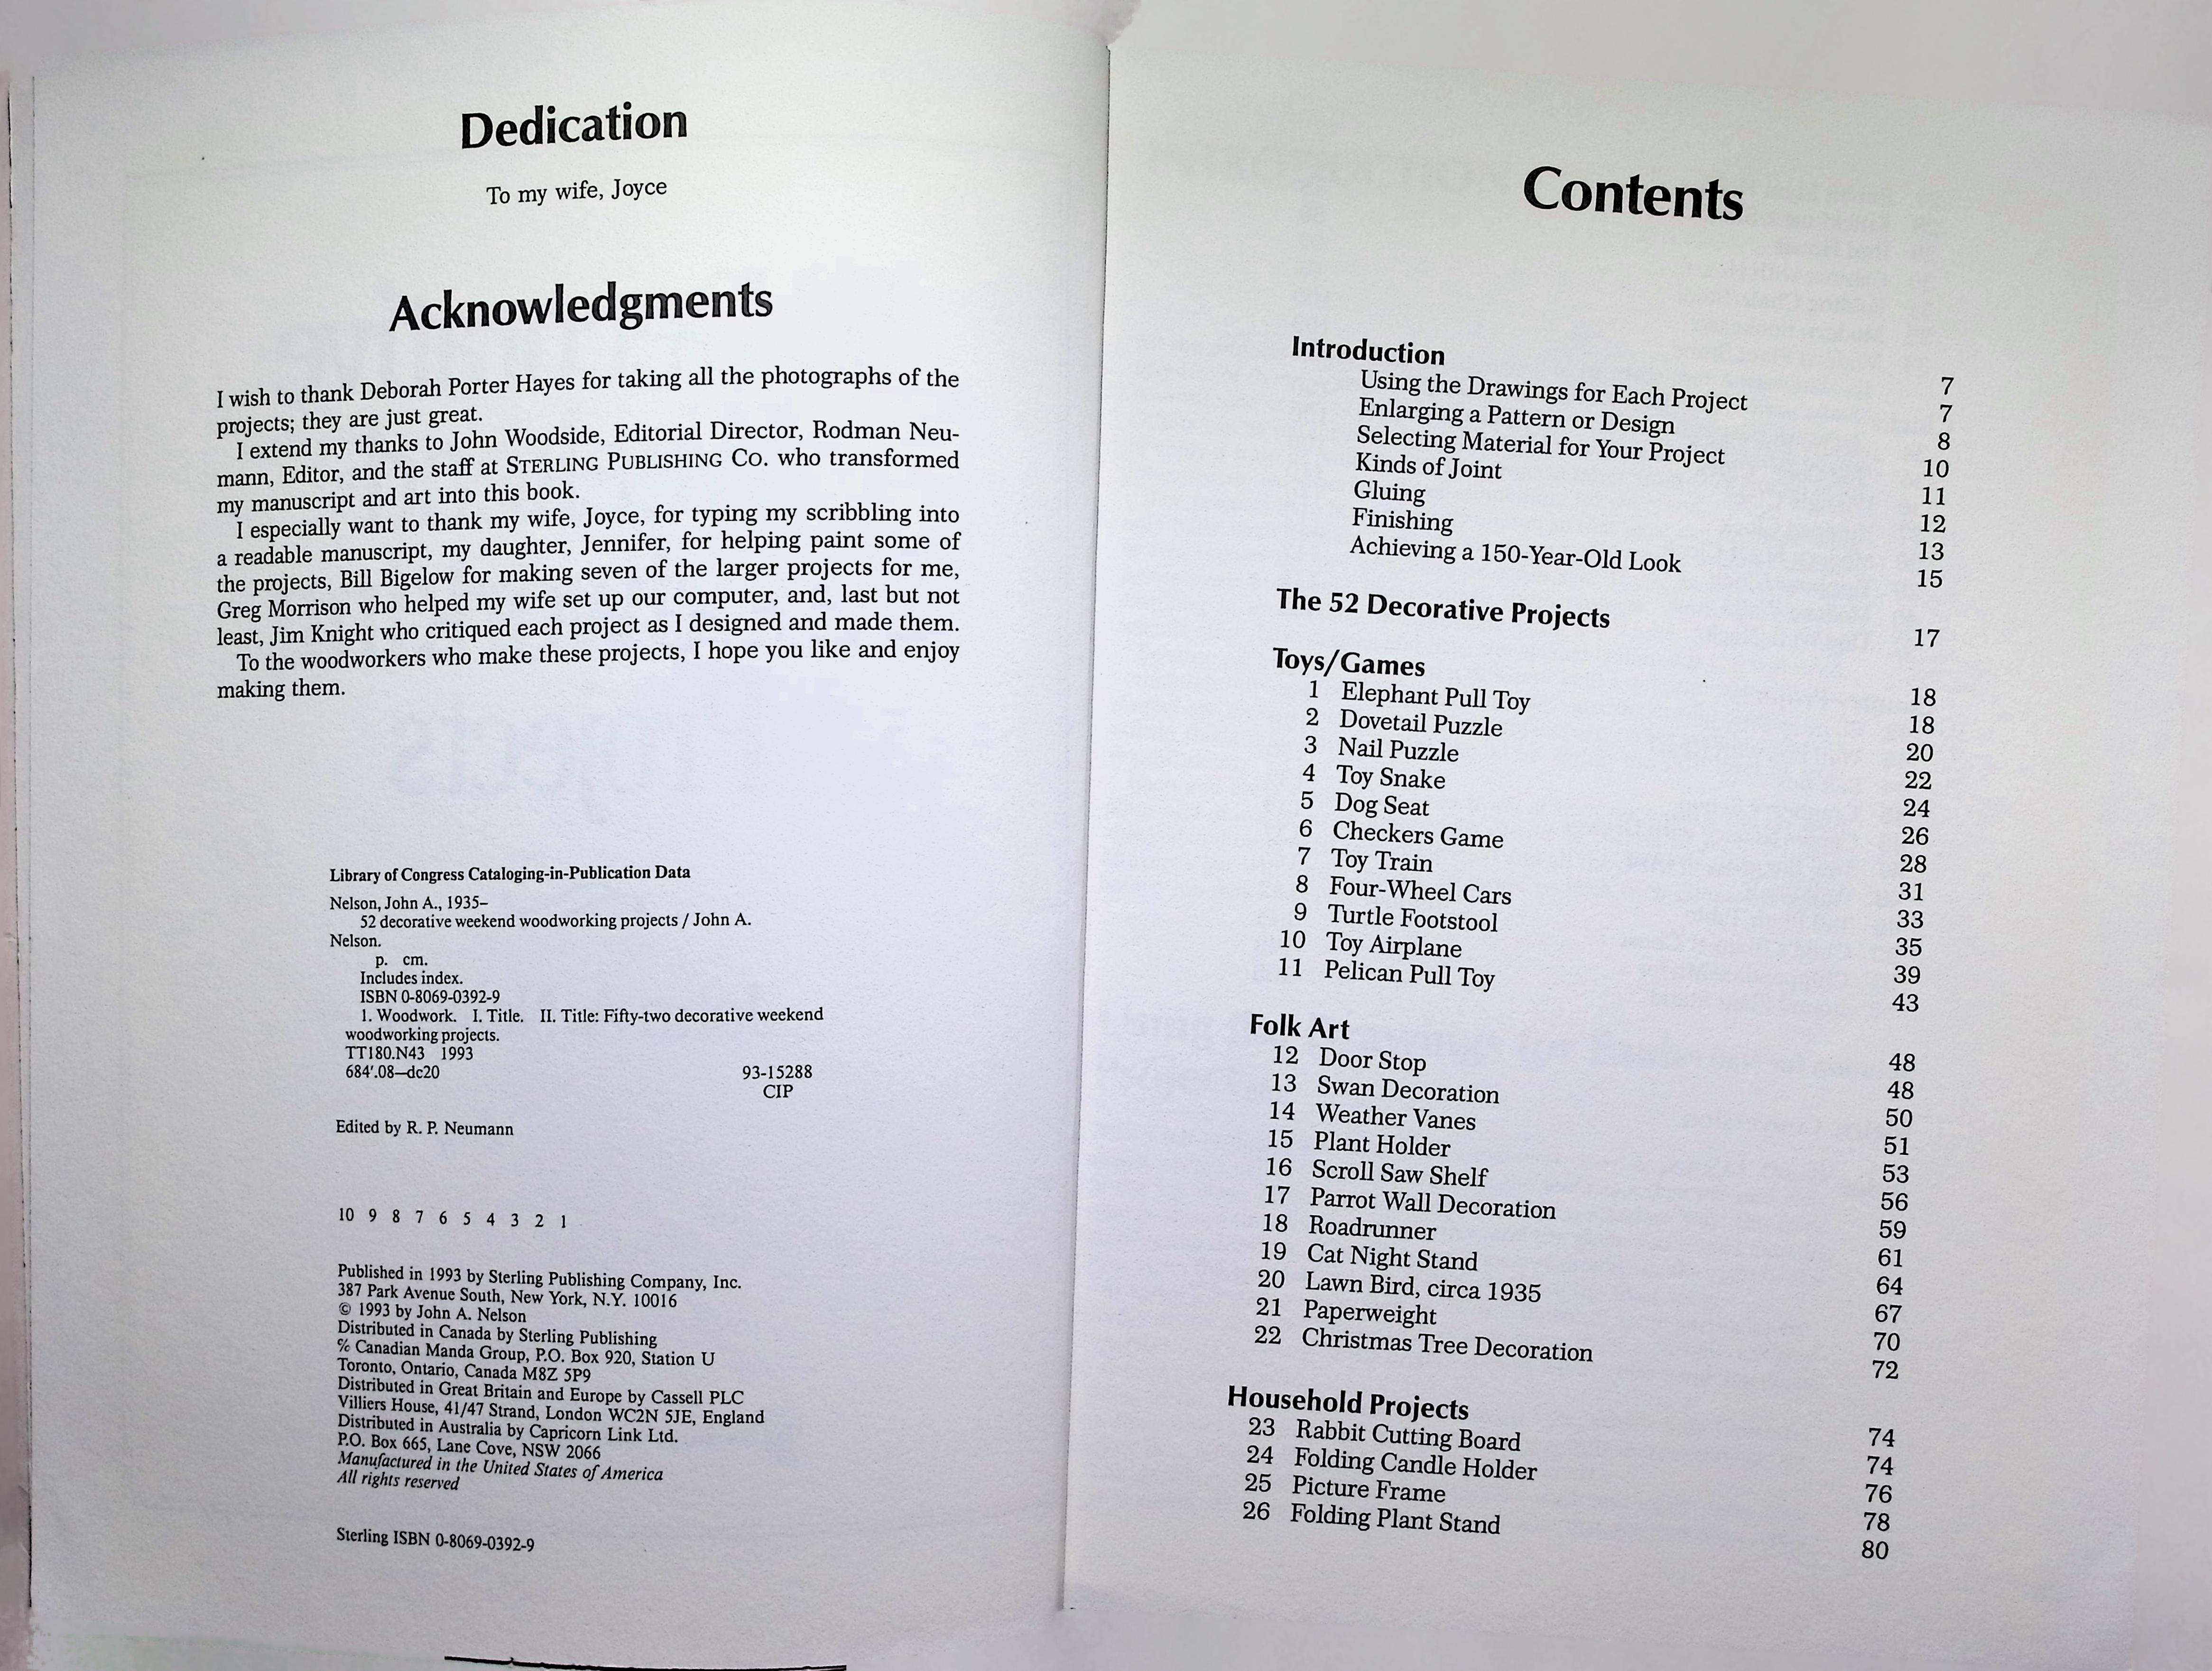 Dedication
To my wife, Joyce
Acknowledgments
I wish to thank Deborah Porter Hayes for taking all the photographs of the
projects; they are just great.
I extend my thanks to John Woodside, Editorial Director, Rodman Neu-
mann, Editor, and the staff at STERLING PUBLISHING CO. who transformed
my manuscript and art into this book.
I especially want to thank my wife, Joyce, for typing my scribbling into
a readable manuscript, my daughter, Jennifer, for helping paint some of
the projects, Bill Bigelow for making seven of the larger projects for me,
Greg Morrison who helped my wife set up our computer, and, last but not
least, Jim Knight who critiqued each project as I designed and made them.
To the woodworkers who make these projects, I hope you like and enjoy
making them.
Library of Congress Cataloging-in-Publication Data
Nelson, John A., 1935–
52 decorative weekend woodworking projects / John A.
Nelson.
p. cm.
Includes index.
ISBN 0-8069-0392-9
1. Woodwork. I. Title. II. Title: Fifty-two decorative weekend
woodworking projects.
TT180.N43 1993
684'.08—dc20 93-15288
CIP
Edited by R. P. Neumann
10 9 8 7 6 5 4 3 2 1
Published in 1993 by Sterling Publishing Company, Inc.
387 Park Avenue South, New York, N.Y. 10016
© 1993 by John A. Nelson
Distributed in Canada by Sterling Publishing
℅ Canadian Manda Group, P.O. Box 920, Station U
Toronto, Ontario, Canada M8Z 5P9
Distributed in Great Britain and Europe by Cassell PLC
Villiers House, 41/47 Strand, London WC2N 5JE, England
Distributed in Australia by Capricorn Link Ltd.
P.O. Box 665, Lane Cove, NSW 2066
Manufactured in the United States of America
All rights reserved
Sterling ISBN 0-8069-0392-9
Contents
Introduction 7
Using the Drawings for Each Project 7
Enlarging a Pattern or Design 8
Selecting Material for Your Project 10
Kinds of Joint 11
Gluing 12
Finishing 13
Achieving a 150-Year-Old Look 15
The 52 Decorative Projects 17
Toys/Games 18
1 Elephant Pull Toy 18
2 Dovetail Puzzle 20
3 Nail Puzzle 22
4 Toy Snake 24
5 Dog Seat 26
6 Checkers Game 28
7 Toy Train 31
8 Four-Wheel Cars 33
9 Turtle Footstool 35
10 Toy Airplane 39
11 Pelican Pull Toy 43
Folk Art 48
12 Door Stop 48
13 Swan Decoration 50
14 Weather Vanes 51
15 Plant Holder 53
16 Scroll Saw Shelf 56
17 Parrot Wall Decoration 59
18 Roadrunner 61
19 Cat Night Stand 64
20 Lawn Bird, circa 1935 67
21 Paperweight 70
22 Christmas Tree Decoration 72
Household Projects 74
23 Rabbit Cutting Board 74
24 Folding Candle Holder 76
25 Picture Frame 78
26 Folding Plant Stand 80